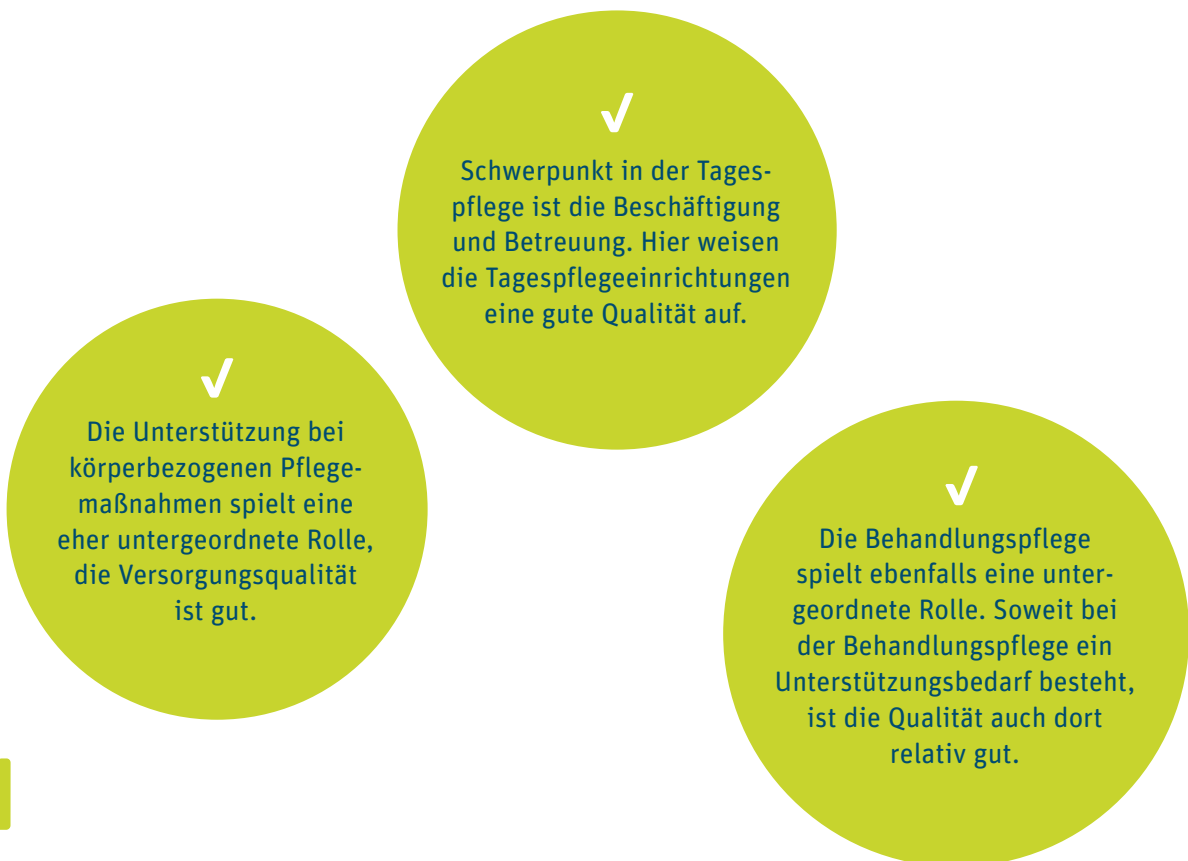 ✓
Schwerpunkt in der Tages-
pflege ist die Beschäftigung
und Betreuung. Hier weisen
die Tagespflegeeinrichtungen
eine gute Qualität auf.
✓
Die Unterstützung bei
körperbezogenen Pflege-
maßnahmen spielt eine
eher untergeordnete Rolle,
die Versorgungsqualität
ist gut.
✓
Die Behandlungspflege
spielt ebenfalls eine unter-
geordnete Rolle. Soweit bei
der Behandlungspflege ein
Unterstützungsbedarf besteht,
ist die Qualität auch dort
relativ gut.